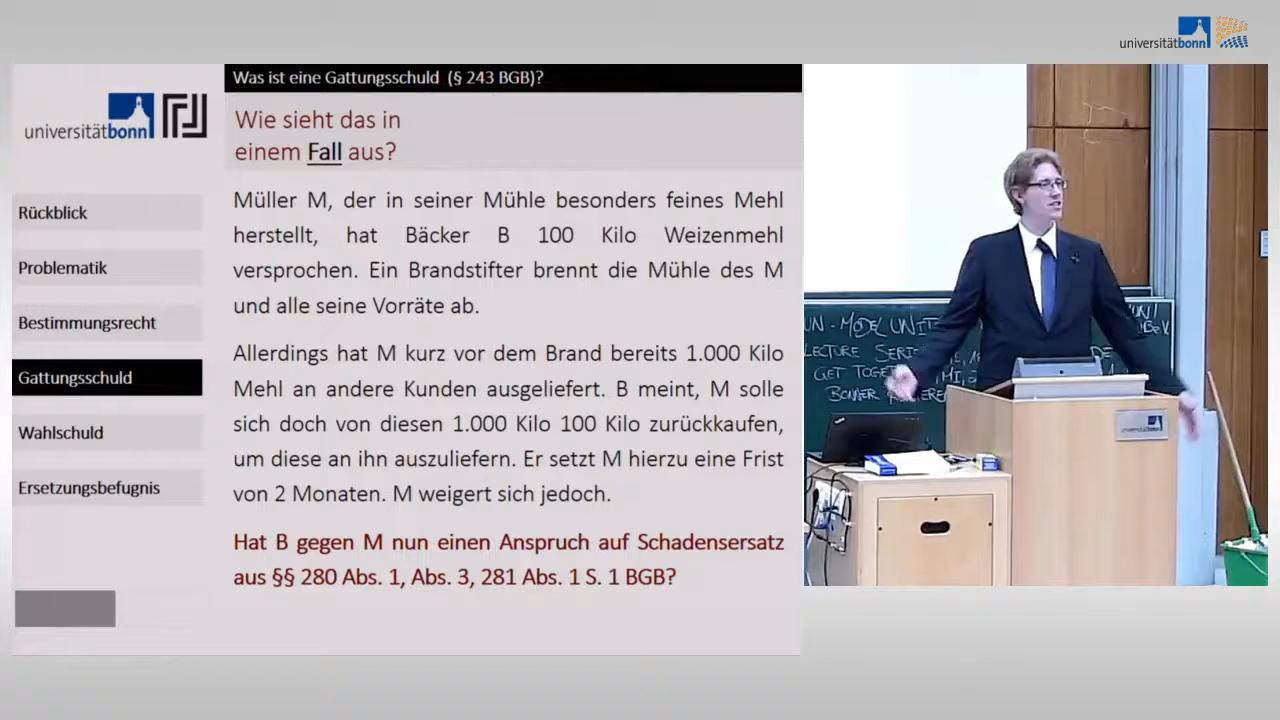 universitätbonn
Was ist eine Gattungsschuld (§ 243 BGB)?
universitätbonn
Wie sieht das in
einem Fall aus?
Rückblick
Problematik
Bestimmungsrecht
Gattungsschuld
Wahlschuld
Ersetzungsbefugnis
Müller M, der in seiner Mühle besonders feines Mehl
herstellt, hat Bäcker B 100 Kilo Weizenmehl
versprochen. Ein Brandstifter brennt die Mühle des M
und alle seine Vorräte ab.
Allerdings hat M kurz vor dem Brand bereits 1.000 Kilo
Mehl an andere Kunden ausgeliefert. B meint, M solle
sich doch von diesen 1.000 Kilo 100 Kilo zurückkaufen,
um diese an ihn auszuliefern. Er setzt M hierzu eine Frist
von 2 Monaten. M weigert sich jedoch.
Hat B gegen M nun einen Anspruch auf Schadensersatz
aus §§ 280 Abs. 1, Abs. 3, 281 Abs. 1 S. 1 BGB?
UN - MODEL
LECTURE
GET
universitätbonn